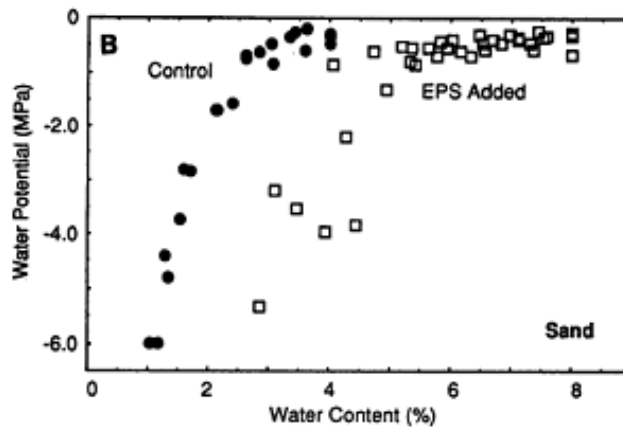 B
Control
EPS Added
Sand
Water Potential (MPa)
0
-2.0
-4.0
-6.0
0
2
4
6
8
Water Content (%)